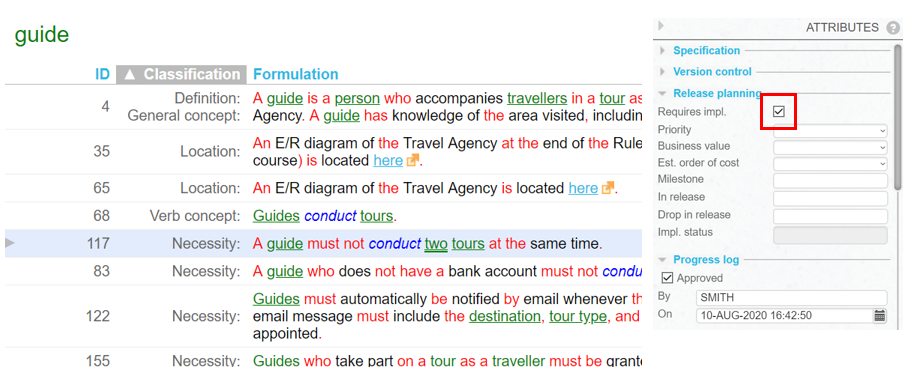 guide
ID ▲ Classification Formulation
4 Definition: A guide is a person who accompanies travellers in a tour as
General concept: Agency. A guide has knowledge of the area visited, includin
35 Location: An E/R diagram of the Travel Agency at the end of the Rule
course) is located here.
65 Location: An E/R diagram of the Travel Agency is located here.
68 Verb concept: Guides conduct tours.
117 Necessity: A guide must not conduct two tours at the same time.
83 Necessity: A guide who does not have a bank account must not condu
122 Necessity: Guides must automatically be notified by email whenever th
email message must include the destination, tour type, and
appointed.
155 Necessity: Guides who take part on a tour as a traveller must be grante
ATTRIBUTES ?
Specification
Version control
Release planning
Requires impl.
Priority
Business value
Est. order of cost
Milestone
In release
Drop in release
Impl. status
Progress log
Approved
By SMITH
On 10-AUG-2020 16:42:50